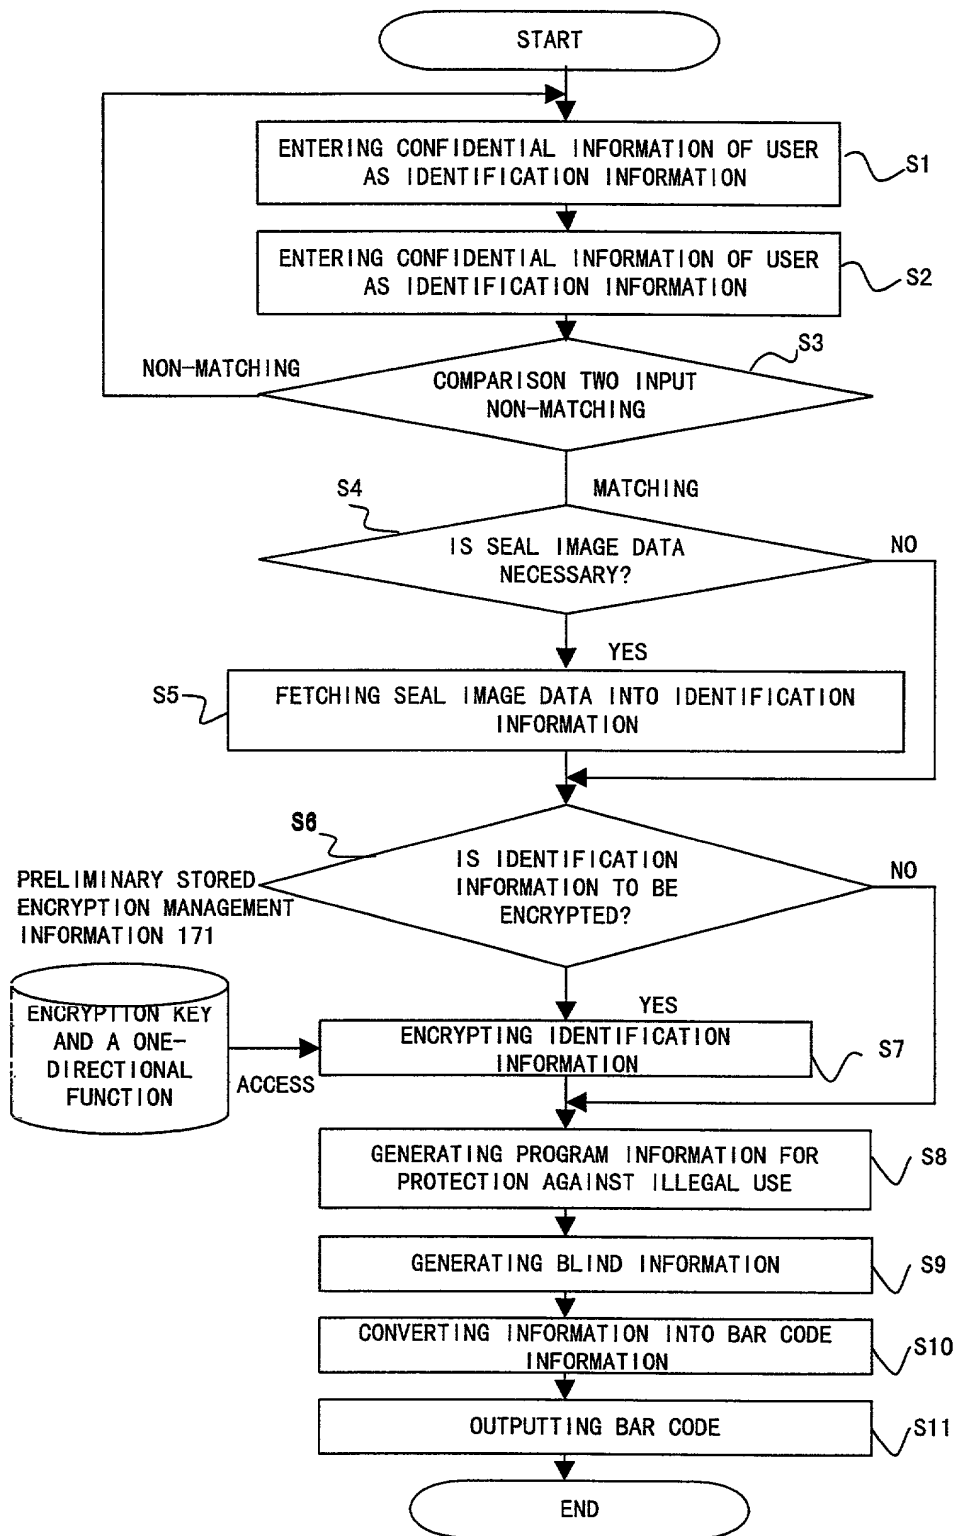 START
ENTERING CONFIDENTIAL INFORMATION OF USER
AS IDENTIFICATION INFORMATION
S1
ENTERING CONFIDENTIAL INFORMATION OF USER
AS IDENTIFICATION INFORMATION
S2
S3
NON-MATCHING
COMPARISON TWO INPUT
NON-MATCHING
MATCHING
S4
IS SEAL IMAGE DATA
NECESSARY?
NO
YES
S5
FETCHING SEAL IMAGE DATA INTO IDENTIFICATION
INFORMATION
S6
IS IDENTIFICATION
INFORMATION TO BE
ENCRYPTED?
NO
PRELIMINARY STORED
ENCRYPTION MANAGEMENT
INFORMATION 171
YES
ENCRYPTION KEY
AND A ONE-
DIRECTIONAL
FUNCTION
ACCESS
ENCRYPTING IDENTIFICATION
INFORMATION
S7
GENERATING PROGRAM INFORMATION FOR
PROTECTION AGAINST ILLEGAL USE
S8
GENERATING BLIND INFORMATION
S9
CONVERTING INFORMATION INTO BAR CODE
INFORMATION
S10
OUTPUTTING BAR CODE
S11
END